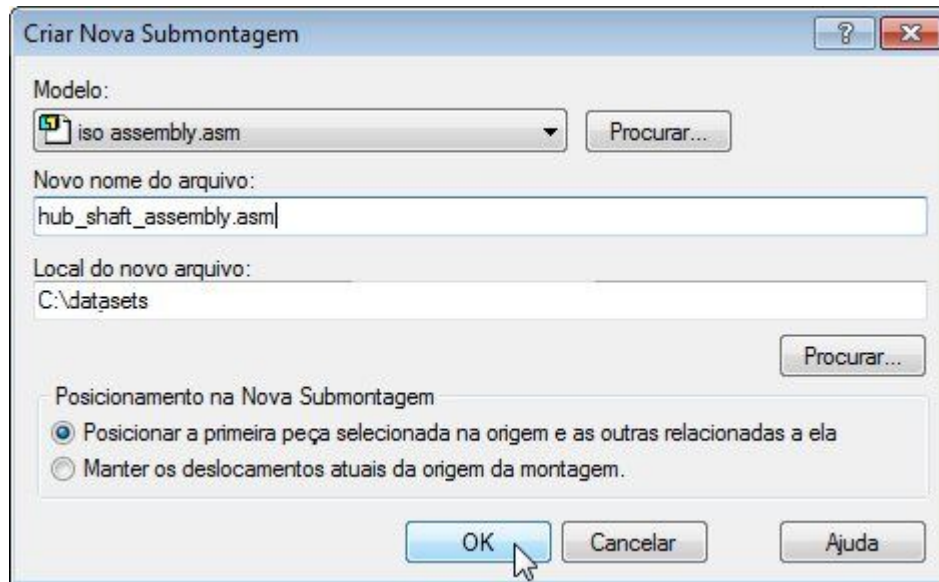 Criar Nova Submontagem
Modelo:
iso assembly.asm
Procurar...
Novo nome do arquivo:
hub_shaft_assembly.asm
Local do novo arquivo:
C:\datasets
Procurar...
Posicionamento na Nova Submontagem
Posicionar a primeira peça selecionada na origem e as outras relacionadas a ela
Manter os deslocamentos atuais da origem da montagem.
OK Cancelar Ajuda